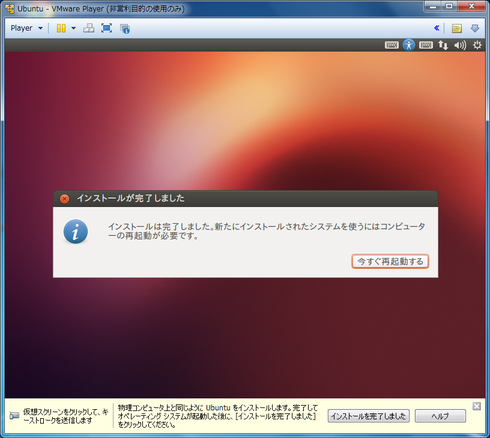 Ubuntu - VMware Player (非営利目的の使用のみ)
Player
インストールが完了しました
インストールは完了しました。新たにインストールされたシステムを使うにはコンピューター
の再起動が必要です。
今すぐ再起動する
仮想スクリーンをクリックして、キ
ーストロークを送信します
物理コンピュータ上と同じように Ubuntu をインストールします。完了して
オペレーティング システムが起動した後に、[インストールを完了しました]
をクリックしてください。
インストールを完了しました
ヘルプ